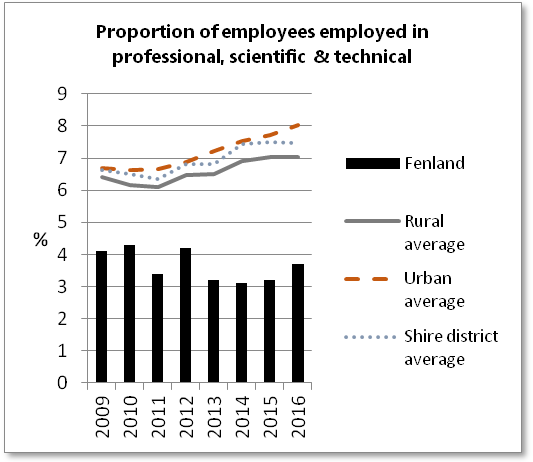 Proportion of employees employed in
professional, scientific & technical
9
8
7
6
5
4
3
2
1
0
%
2009
2010
2011
2012
2013
2014
2015
2016
Fenland
Rural
average
Urban
average
Shire district
average